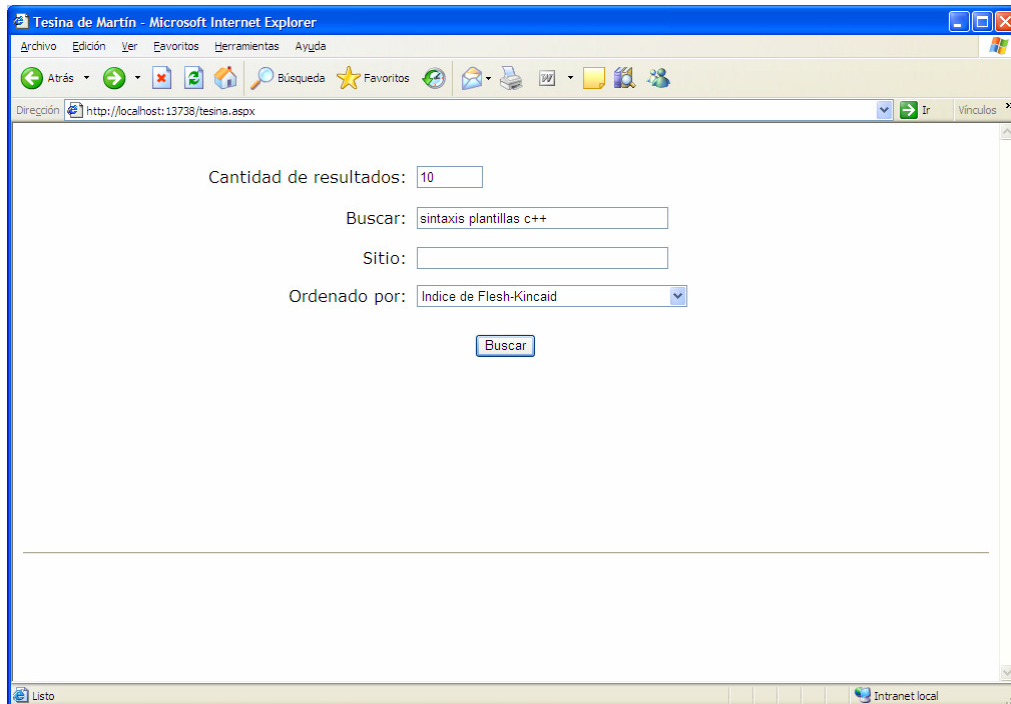 Tesina de Martín - Microsoft Internet Explorer
Archivo Edición Ver Favoritos Herramientas Ayuda
Atrás Búsqueda Favoritos W
Dirección http://localhost:13738/tesina.aspx Ir Vínculos »
Cantidad de resultados: 10
Buscar: sintaxis plantillas c++
Sitio:
Ordenado por: Indice de Flesh-Kincaid
Buscar
Listo Intranet local